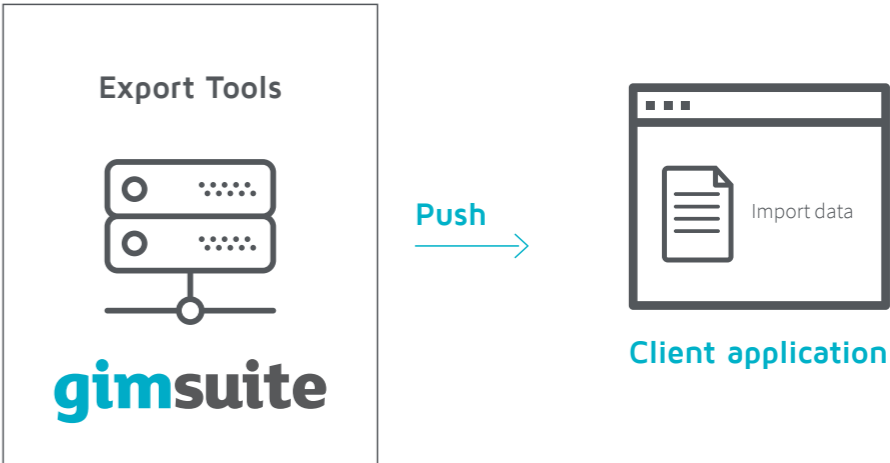 Export Tools
gimsuite
Push
Import data
Client application